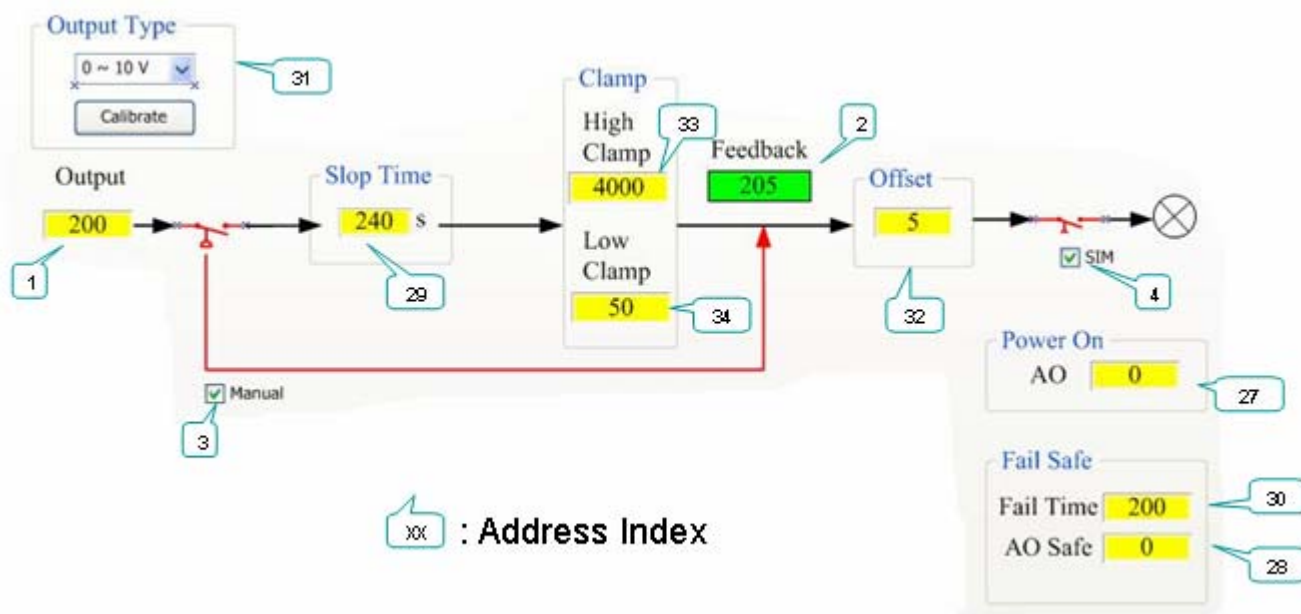 Output Type
0 ~ 10 V
31
Calibrate
Output
200
1
Slop Time
240 s
29
Clamp
High
Clamp
33
4000
Low
Clamp
50
34
Feedback
2
205
Offset
5
32
SIM
4
Manual
3
Power On
AO 0
27
Fail Safe
Fail Time 200
30
AO Safe 0
28
xx : Address Index